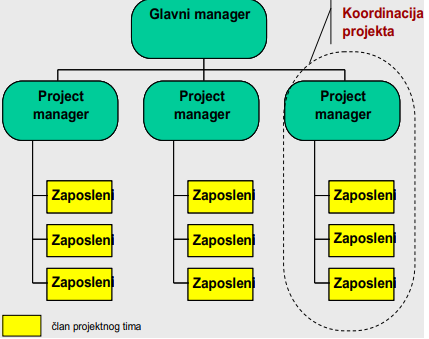 Glavni manager
Koordinacija
projekta
Project
manager
Project
manager
Project
manager
Zaposleni
Zaposleni
Zaposleni
Zaposleni
Zaposleni
Zaposleni
Zaposleni
Zaposleni
Zaposleni
član projektnog tima